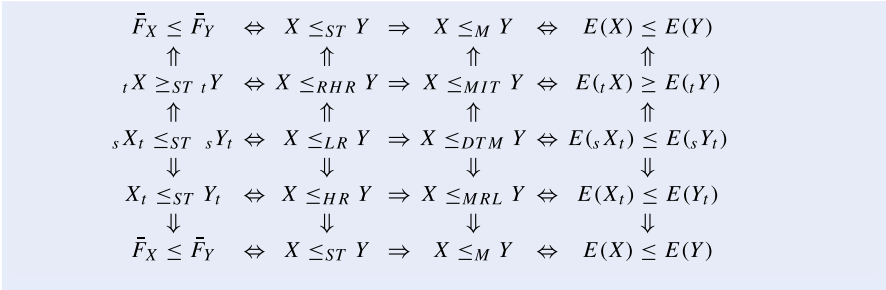 F̄_X ≤ F̄_Y ⇔ X ≤_ST Y ⇒ X ≤_M Y ⇔ E(X) ≤ E(Y)
⇑ ⇑ ⇑ ⇑
_tX ≥_ST _tY ⇔ X ≤_RHR Y ⇒ X ≤_MIT Y ⇔ E(_tX) ≥ E(_tY)
⇑ ⇑ ⇑ ⇑
_sX_t ≤_ST _sY_t ⇔ X ≤_LR Y ⇒ X ≤_DTM Y ⇔ E(_sX_t) ≤ E(_sY_t)
⇓ ⇓ ⇓ ⇓
X_t ≤_ST Y_t ⇔ X ≤_HR Y ⇒ X ≤_MRL Y ⇔ E(X_t) ≤ E(Y_t)
⇓ ⇓ ⇓ ⇓
F̄_X ≤ F̄_Y ⇔ X ≤_ST Y ⇒ X ≤_M Y ⇔ E(X) ≤ E(Y)